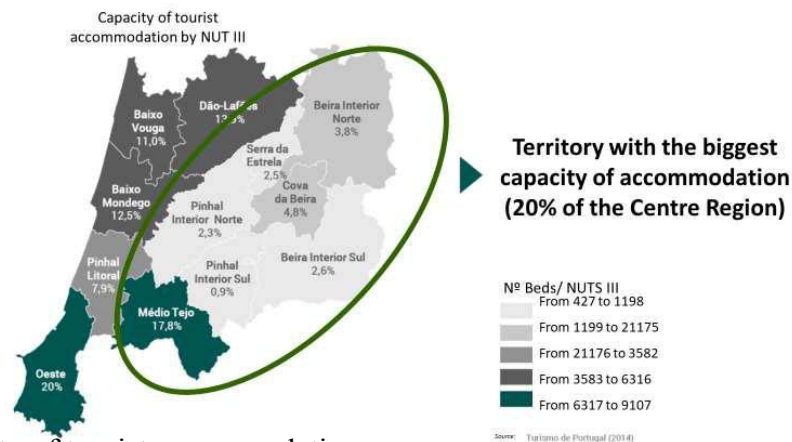 Capacity of tourist
accommodation by NUT III
Baixo
Vouga
11,0%
Dão-Lafões
Beira Interior
Norte
3,8%
Serra da
Estrela
2,5%
Cova
da Beira
4,8%
Baixo
Mondego
12,5%
Pinhal
Interior Norte
2,3%
Pinhal
Litoral
7,9%
Pinhal
Interior Sul
0,9%
Beira Interior Sul
2,6%
Médio Tejo
17,8%
Oeste
20%
Territory with the biggest
capacity of accommodation
(20% of the Centre Region)
Nº Beds/ NUTS III
From 427 to 1198
From 1199 to 21175
From 21176 to 3582
From 3583 to 6316
From 6317 to 9107
Source: Turismo de Portugal (2014)